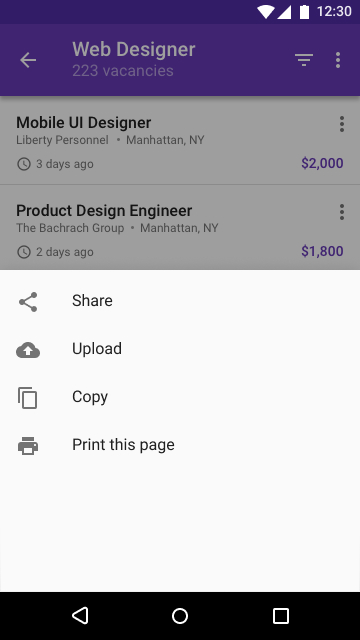 12:30
Web Designer
223 vacancies
Mobile UI Designer
Liberty Personnel • Manhattan, NY
3 days ago $2,000
Product Design Engineer
The Bachrach Group • Manhattan, NY
2 days ago $1,800
Share
Upload
Copy
Print this page